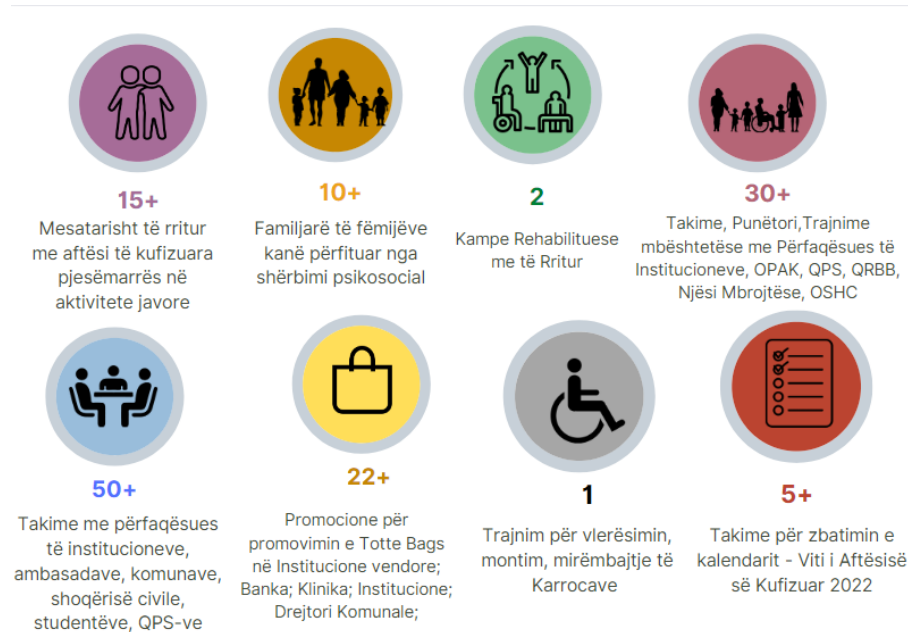 15+
Mesatarisht të rritur
me aftësi të kufizuara
pjesëmarrës në
aktivitete javore
10+
Familjarë të fëmijëve
kanë përfituar nga
shërbimi psikosocial
2
Kampe Rehabilituese
me të Rritur
30+
Takime, Punëtori,Trajnime
mbështetëse me Përfaqësues të
Institucioneve, OPAK, QPS, QRBB,
Njësi Mbrojtëse, OSHC
50+
Takime me përfaqësues
të institucioneve,
ambasadave, komunave,
shoqërisë civile,
studentëve, QPS-ve
22+
Promocione për
promovimin e Totte Bags
në Institucione vendore;
Banka; Klinika; Institucione;
Drejtori Komunale;
1
Trajnim për vlerësimin,
montim, mirëmbajtje të
Karrocave
5+
Takime për zbatimin e
kalendarit - Viti i Aftësisë
së Kufizuar 2022